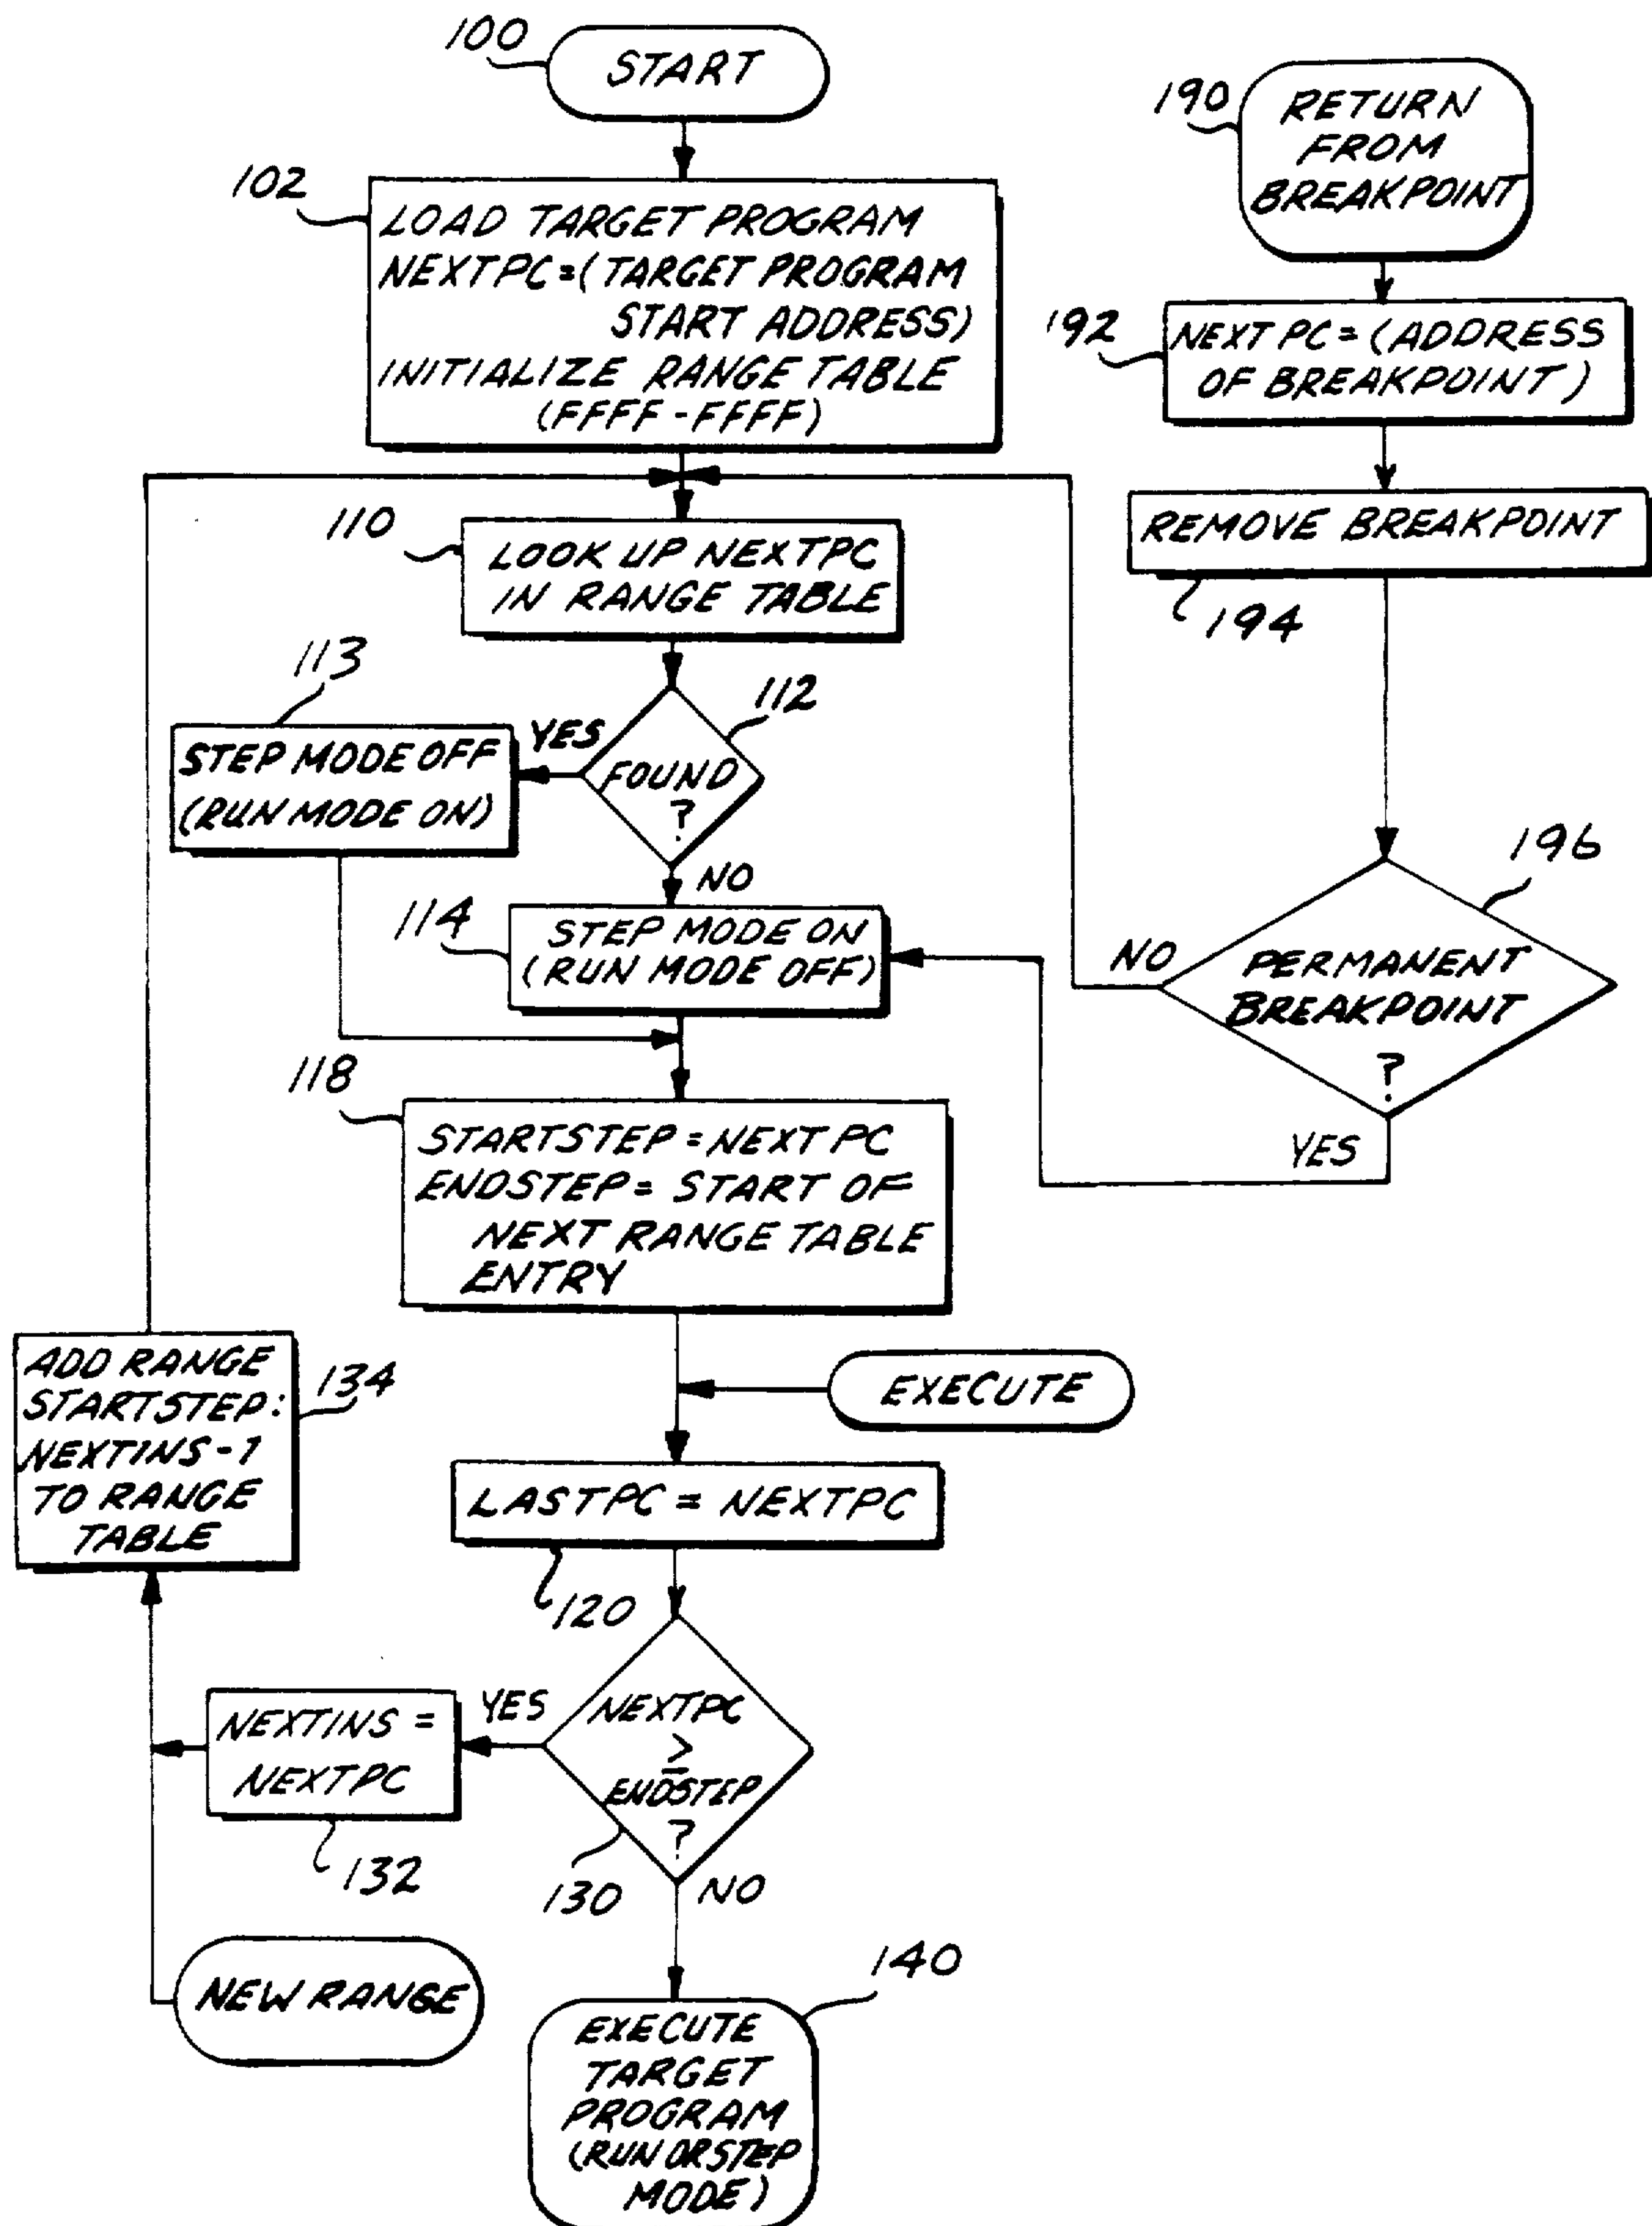 100
START
102
LOAD TARGET PROGRAM
NEXTPC=(TARGET PROGRAM
START ADDRESS)
INITIALIZE RANGE TABLE
(FFFF-FFFF)
110
LOOK UP NEXTPC
IN RANGE TABLE
112
FOUND
?
YES
NO
113
STEP MODE OFF
(RUN MODE ON)
114
STEP MODE ON
(RUN MODE OFF)
118
STARTSTEP=NEXTPC
ENDSTEP= START OF
NEXT RANGE TABLE
ENTRY
EXECUTE
LASTPC = NEXTPC
120
NEXTPC
≥
ENDSTEP
?
130
YES
NO
NEXTINS =
NEXTPC
132
ADD RANGE
STARTSTEP:
NEXTINS-1
TO RANGE
TABLE
134
NEW RANGE
140
EXECUTE
TARGET
PROGRAM
(RUN OR STEP
MODE)
190
RETURN
FROM
BREAKPOINT
192
NEXT PC=(ADDRESS
OF BREAKPOINT)
REMOVE BREAKPOINT
194
196
PERMANENT
BREAKPOINT
?
NO
YES